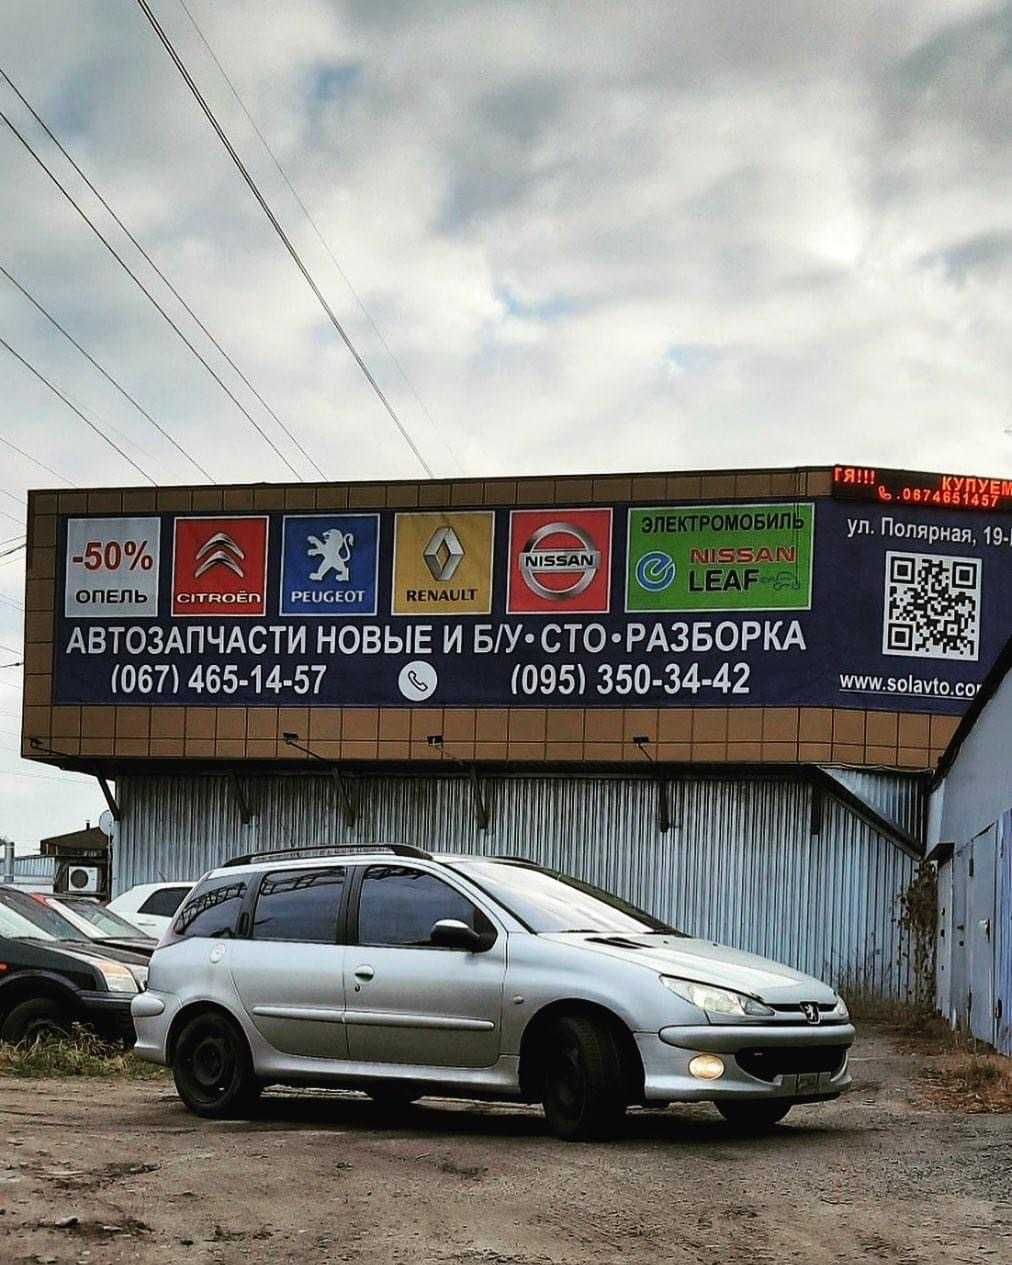 ГЯ!!! КУПУЕМ
.0674651457
-50%
ОПЕЛЬ
CITROËN
PEUGEOT
RENAULT
NISSAN
ЭЛЕКТРОМОБИЛЬ
NISSAN
LEAF
ул. Полярная, 19-
АВТОЗАПЧАСТИ НОВЫЕ И Б/У•СТО•РАЗБОРКА
(067) 465-14-57 (095) 350-34-42
www.solavto.co